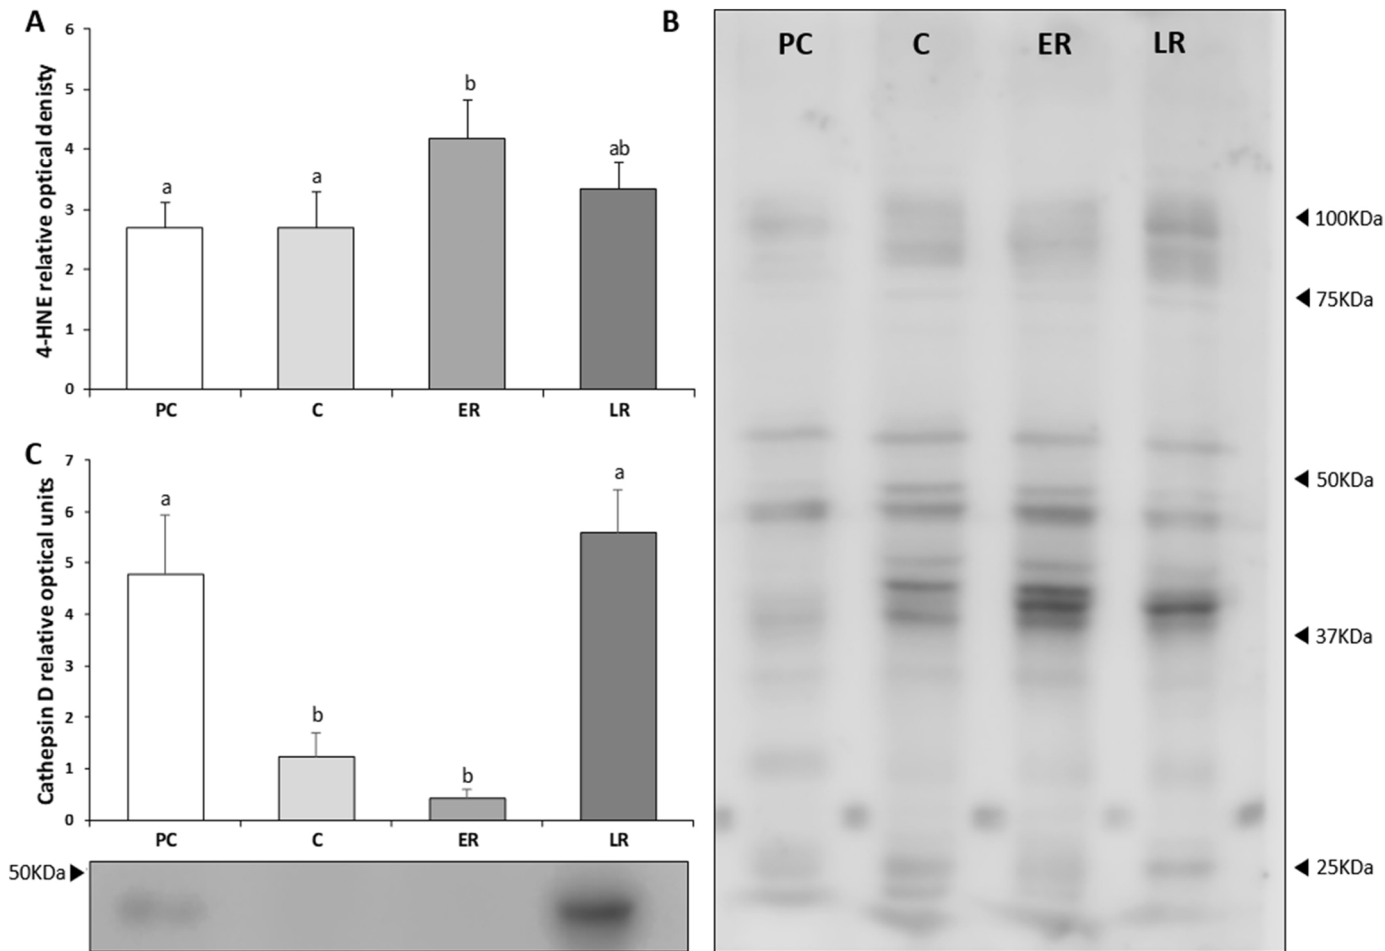 A
4-HNE relative optical denisty
6
5
4
3
2
1
0
a
a
b
ab
PC C ER LR
C
Cathepsin D relative optical units
7
6
5
4
3
2
1
0
a
b
b
a
PC C ER LR
50KDa
B
PC C ER LR
100KDa
75KDa
50KDa
37KDa
25KDa